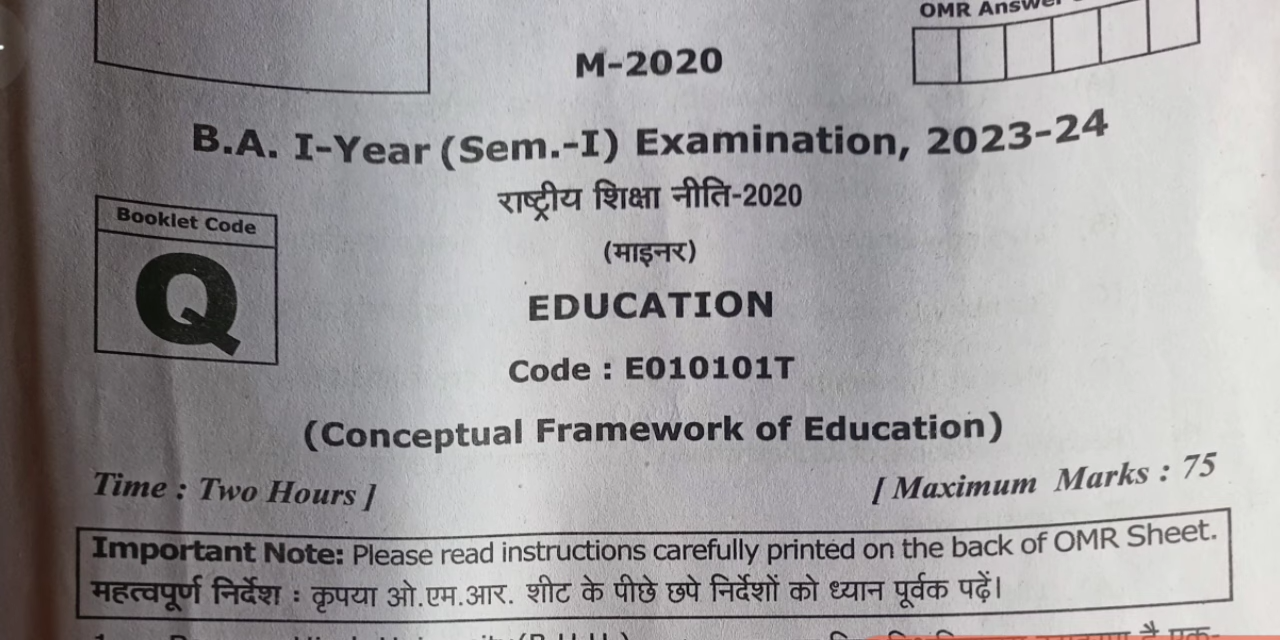 OMR Answer
M-2020
B.A. I-Year (Sem.-I) Examination, 2023-24
राष्ट्रीय शिक्षा नीति-2020
(माइनर)
Booklet Code
Q
EDUCATION
Code : E010101T
(Conceptual Framework of Education)
Time : Two Hours ]
[ Maximum Marks : 75
Important Note: Please read instructions carefully printed on the back of OMR Sheet.
महत्वपूर्ण निर्देश : कृपया ओ.एम.आर. शीट के पीछे छपे निर्देशों को ध्यान पूर्वक पढ़ें।